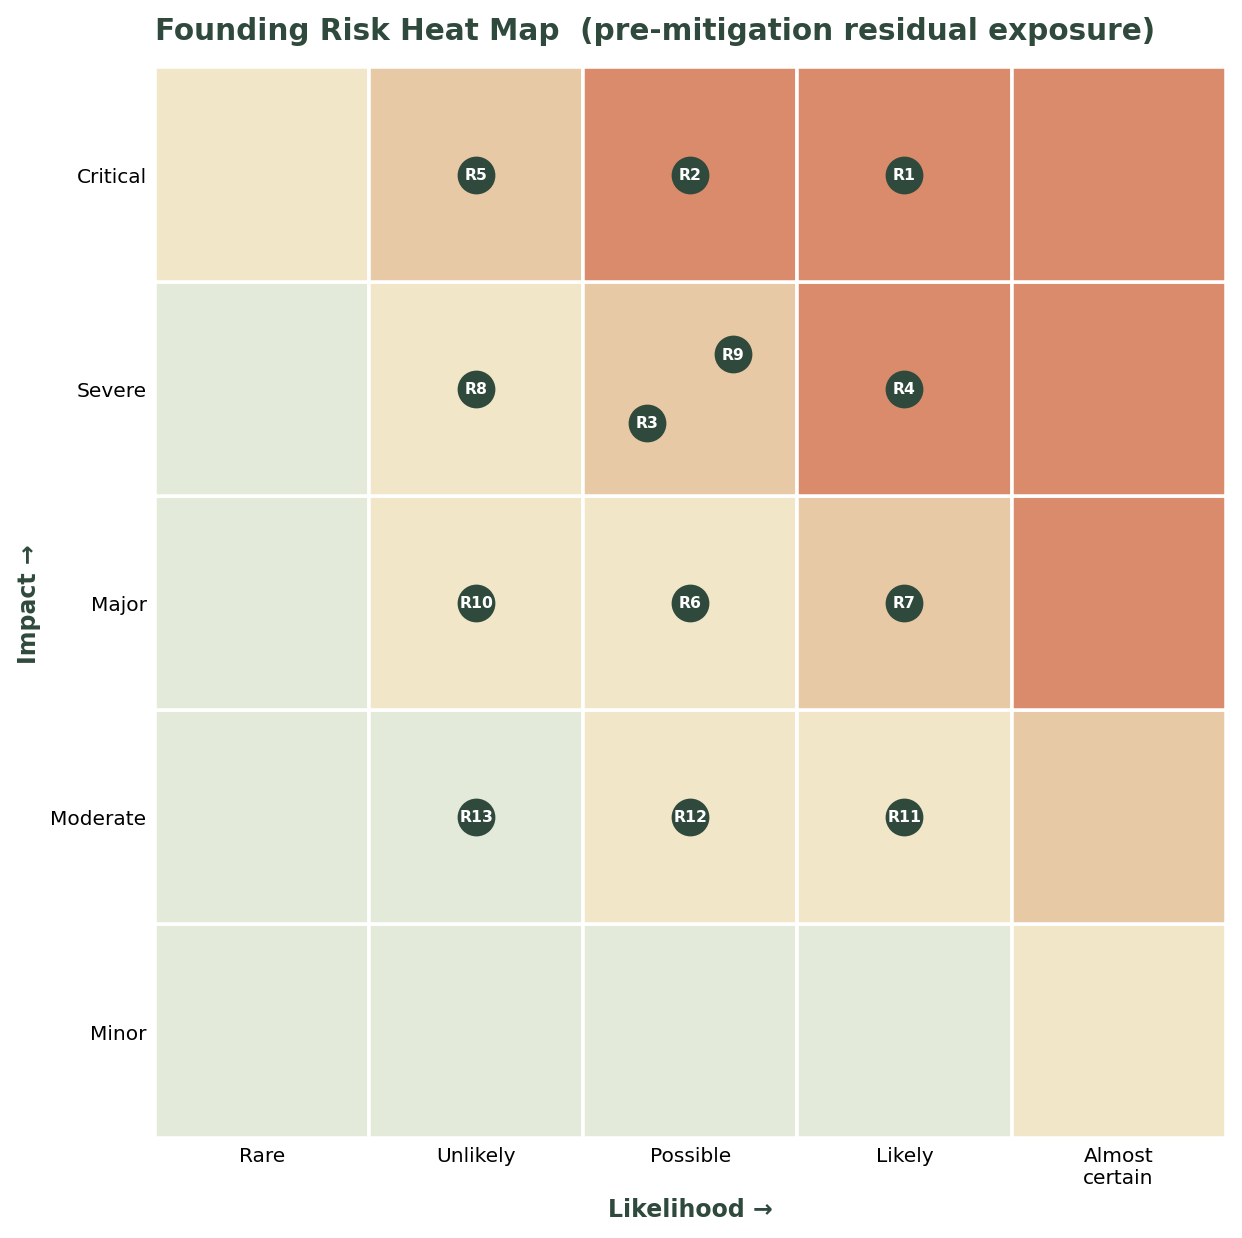 Founding Risk Heat Map  (pre-mitigation residual exposure)
Critical
R5
R2
R1
Severe
R9
R8
R4
R3
Impact →
Major
R10
R6
R7
Moderate
R13
R12
R11
Minor
Rare
Unlikely
Possible
Likely
Almost
certain
Likelihood →